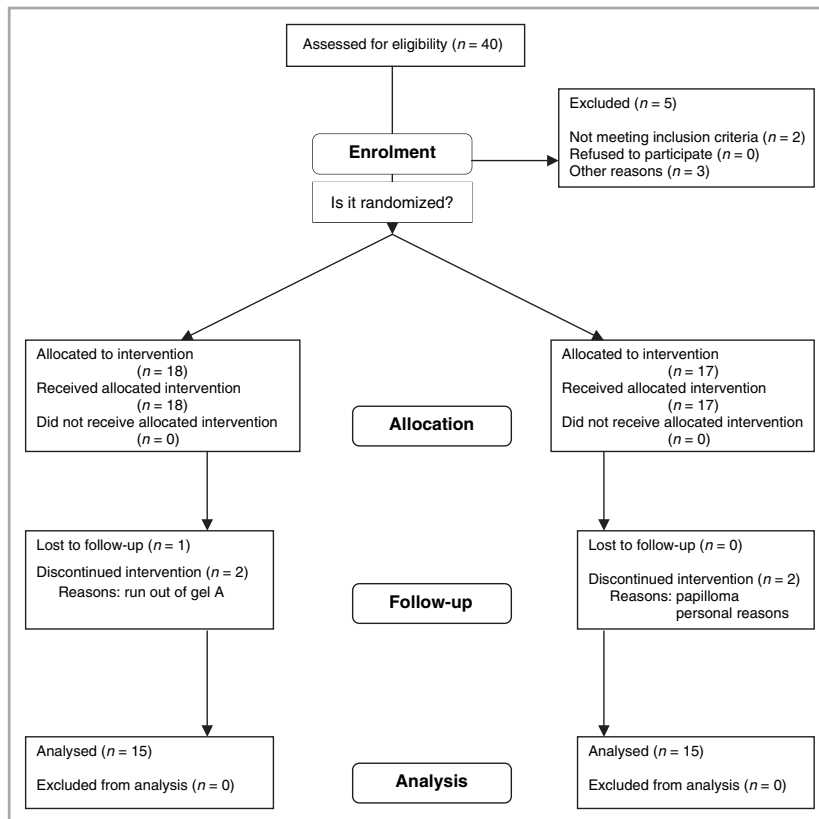 Assessed for eligibility (n = 40)
Excluded (n = 5)
Not meeting inclusion criteria (n = 2)
Refused to participate (n = 0)
Other reasons (n = 3)
Enrolment
Is it randomized?
Allocated to intervention
(n = 18)
Received allocated intervention
(n = 18)
Did not receive allocated intervention
(n = 0)
Allocated to intervention
(n = 17)
Received allocated intervention
(n = 17)
Did not receive allocated intervention
(n = 0)
Allocation
Lost to follow-up (n = 1)
Discontinued intervention (n = 2)
Reasons: run out of gel A
Lost to follow-up (n = 0)
Discontinued intervention (n = 2)
Reasons: papilloma
personal reasons
Follow-up
Analysed (n = 15)
Excluded from analysis (n = 0)
Analysed (n = 15)
Excluded from analysis (n = 0)
Analysis